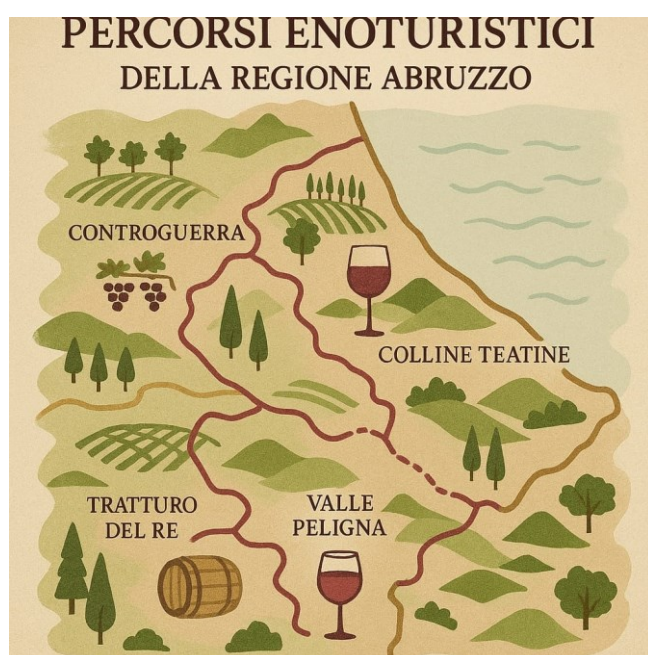 PERCORSI ENOTURISTICI
DELLA REGIONE ABRUZZO
CONTROGUERRA
COLLINE TEATINE
TRATTURO
DEL RE
VALLE
PELIGNA